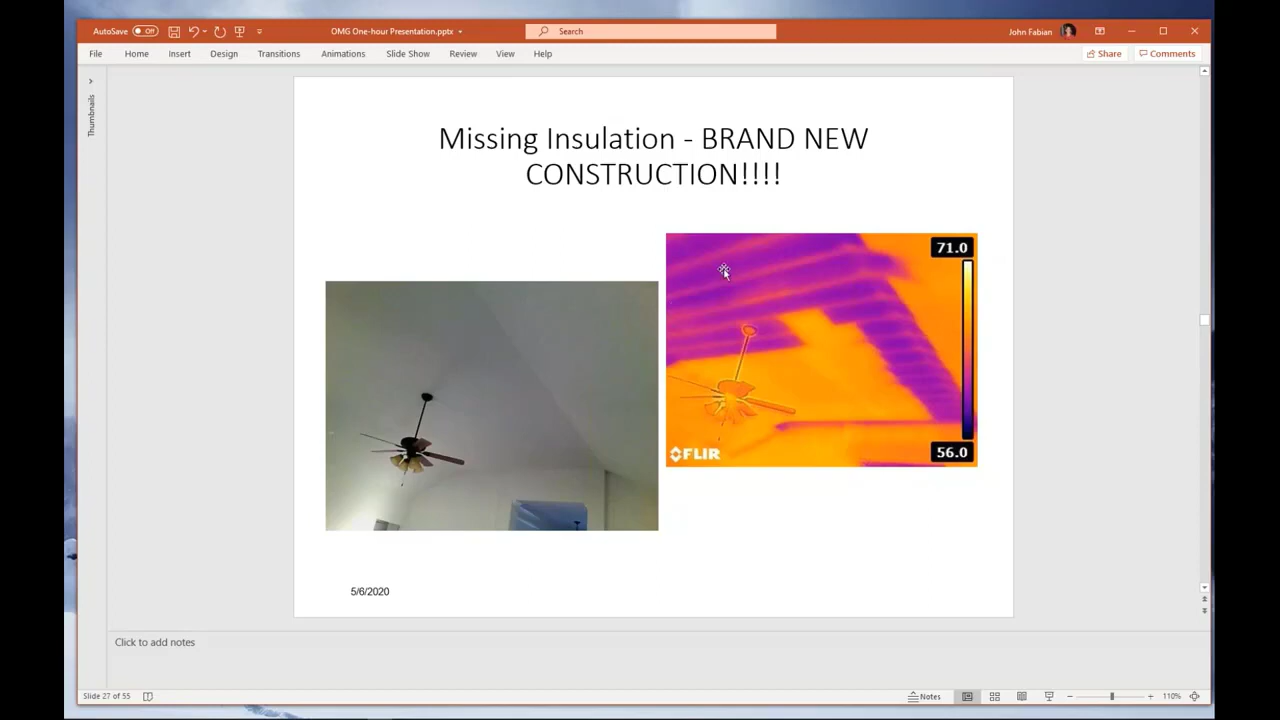 AutoSave Off OMG One-hour Presentation.pptx Search John Fabian
File Home Insert Design Transitions Animations Slide Show Review View Help Share Comments
Thumbnails
Missing Insulation - BRAND NEW
CONSTRUCTION!!!!
71.0
FLIR
56.0
5/6/2020
Click to add notes
Slide 27 of 55 Notes 110%